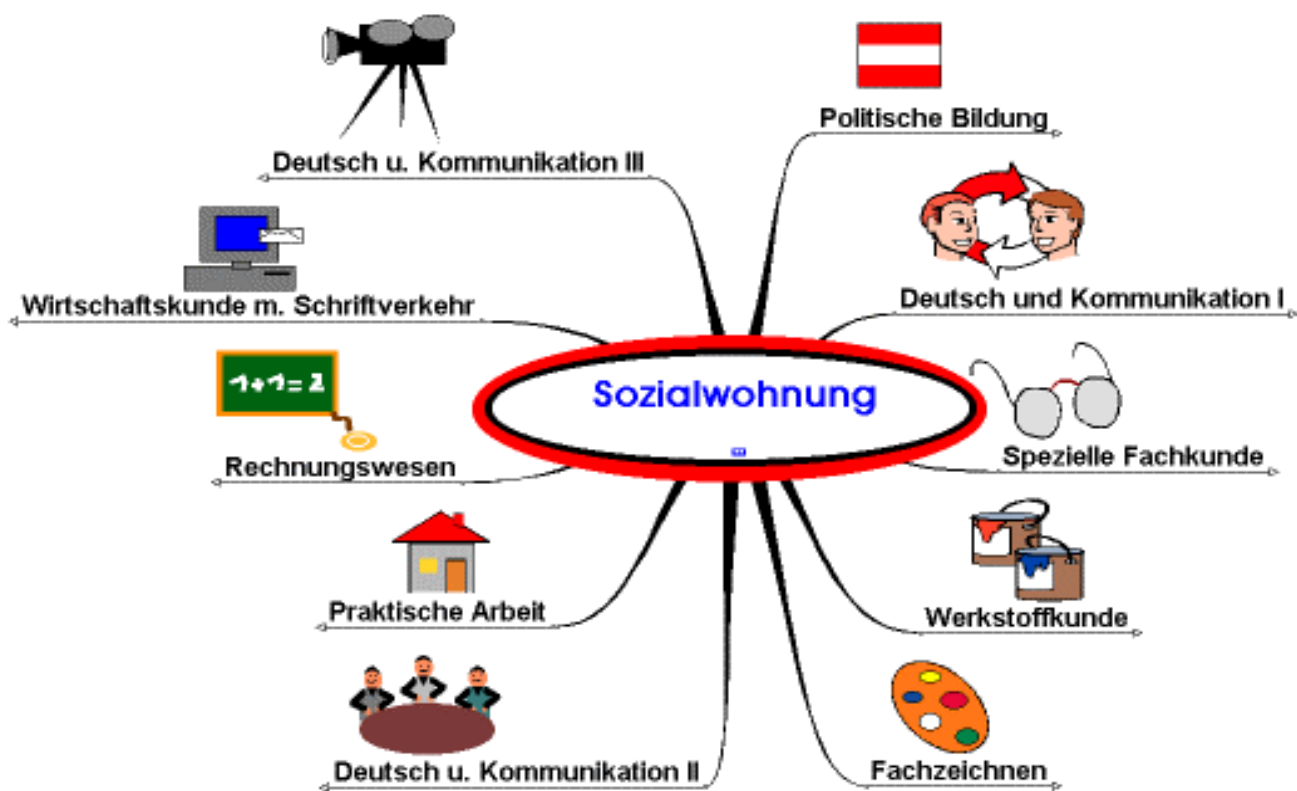 Politische Bildung
Deutsch u. Kommunikation III
Deutsch und Kommunikation I
Wirtschaftskunde m. Schriftverkehr
1+1=2
Sozialwohnung
Rechnungswesen
Spezielle Fachkunde
Praktische Arbeit
Werkstoffkunde
Deutsch u. Kommunikation II
Fachzeichnen